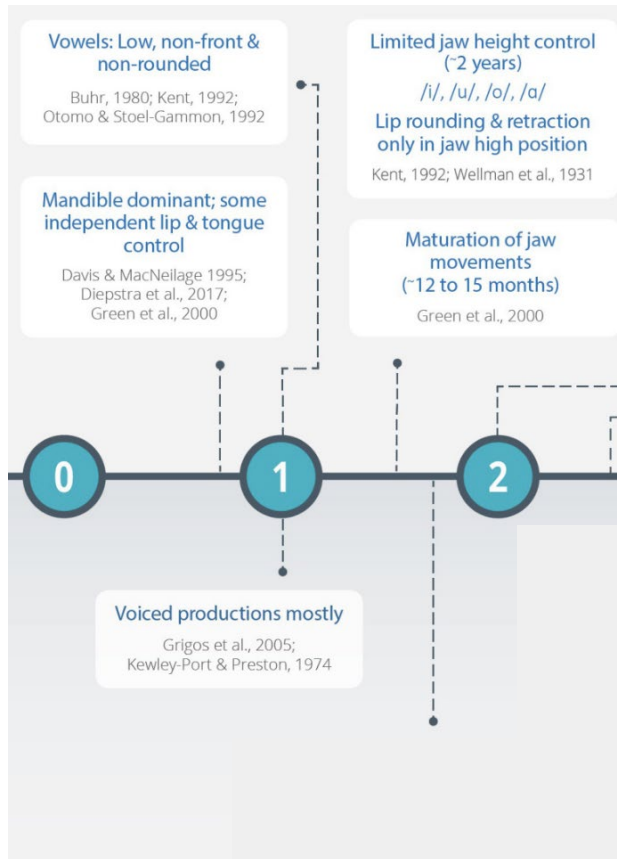 Vowels: Low, non-front &
non-rounded
Buhr, 1980; Kent, 1992;
Otomo & Stoel-Gammon, 1992
Limited jaw height control
(~2 years)
/i/, /u/, /o/, /ɑ/
Lip rounding & retraction
only in jaw high position
Kent, 1992; Wellman et al., 1931
Mandible dominant; some
independent lip & tongue
control
Davis & MacNeilage 1995;
Diepstra et al., 2017;
Green et al., 2000
Maturation of jaw
movements
(~12 to 15 months)
Green et al., 2000
0
1
2
Voiced productions mostly
Grigos et al., 2005;
Kewley-Port & Preston, 1974